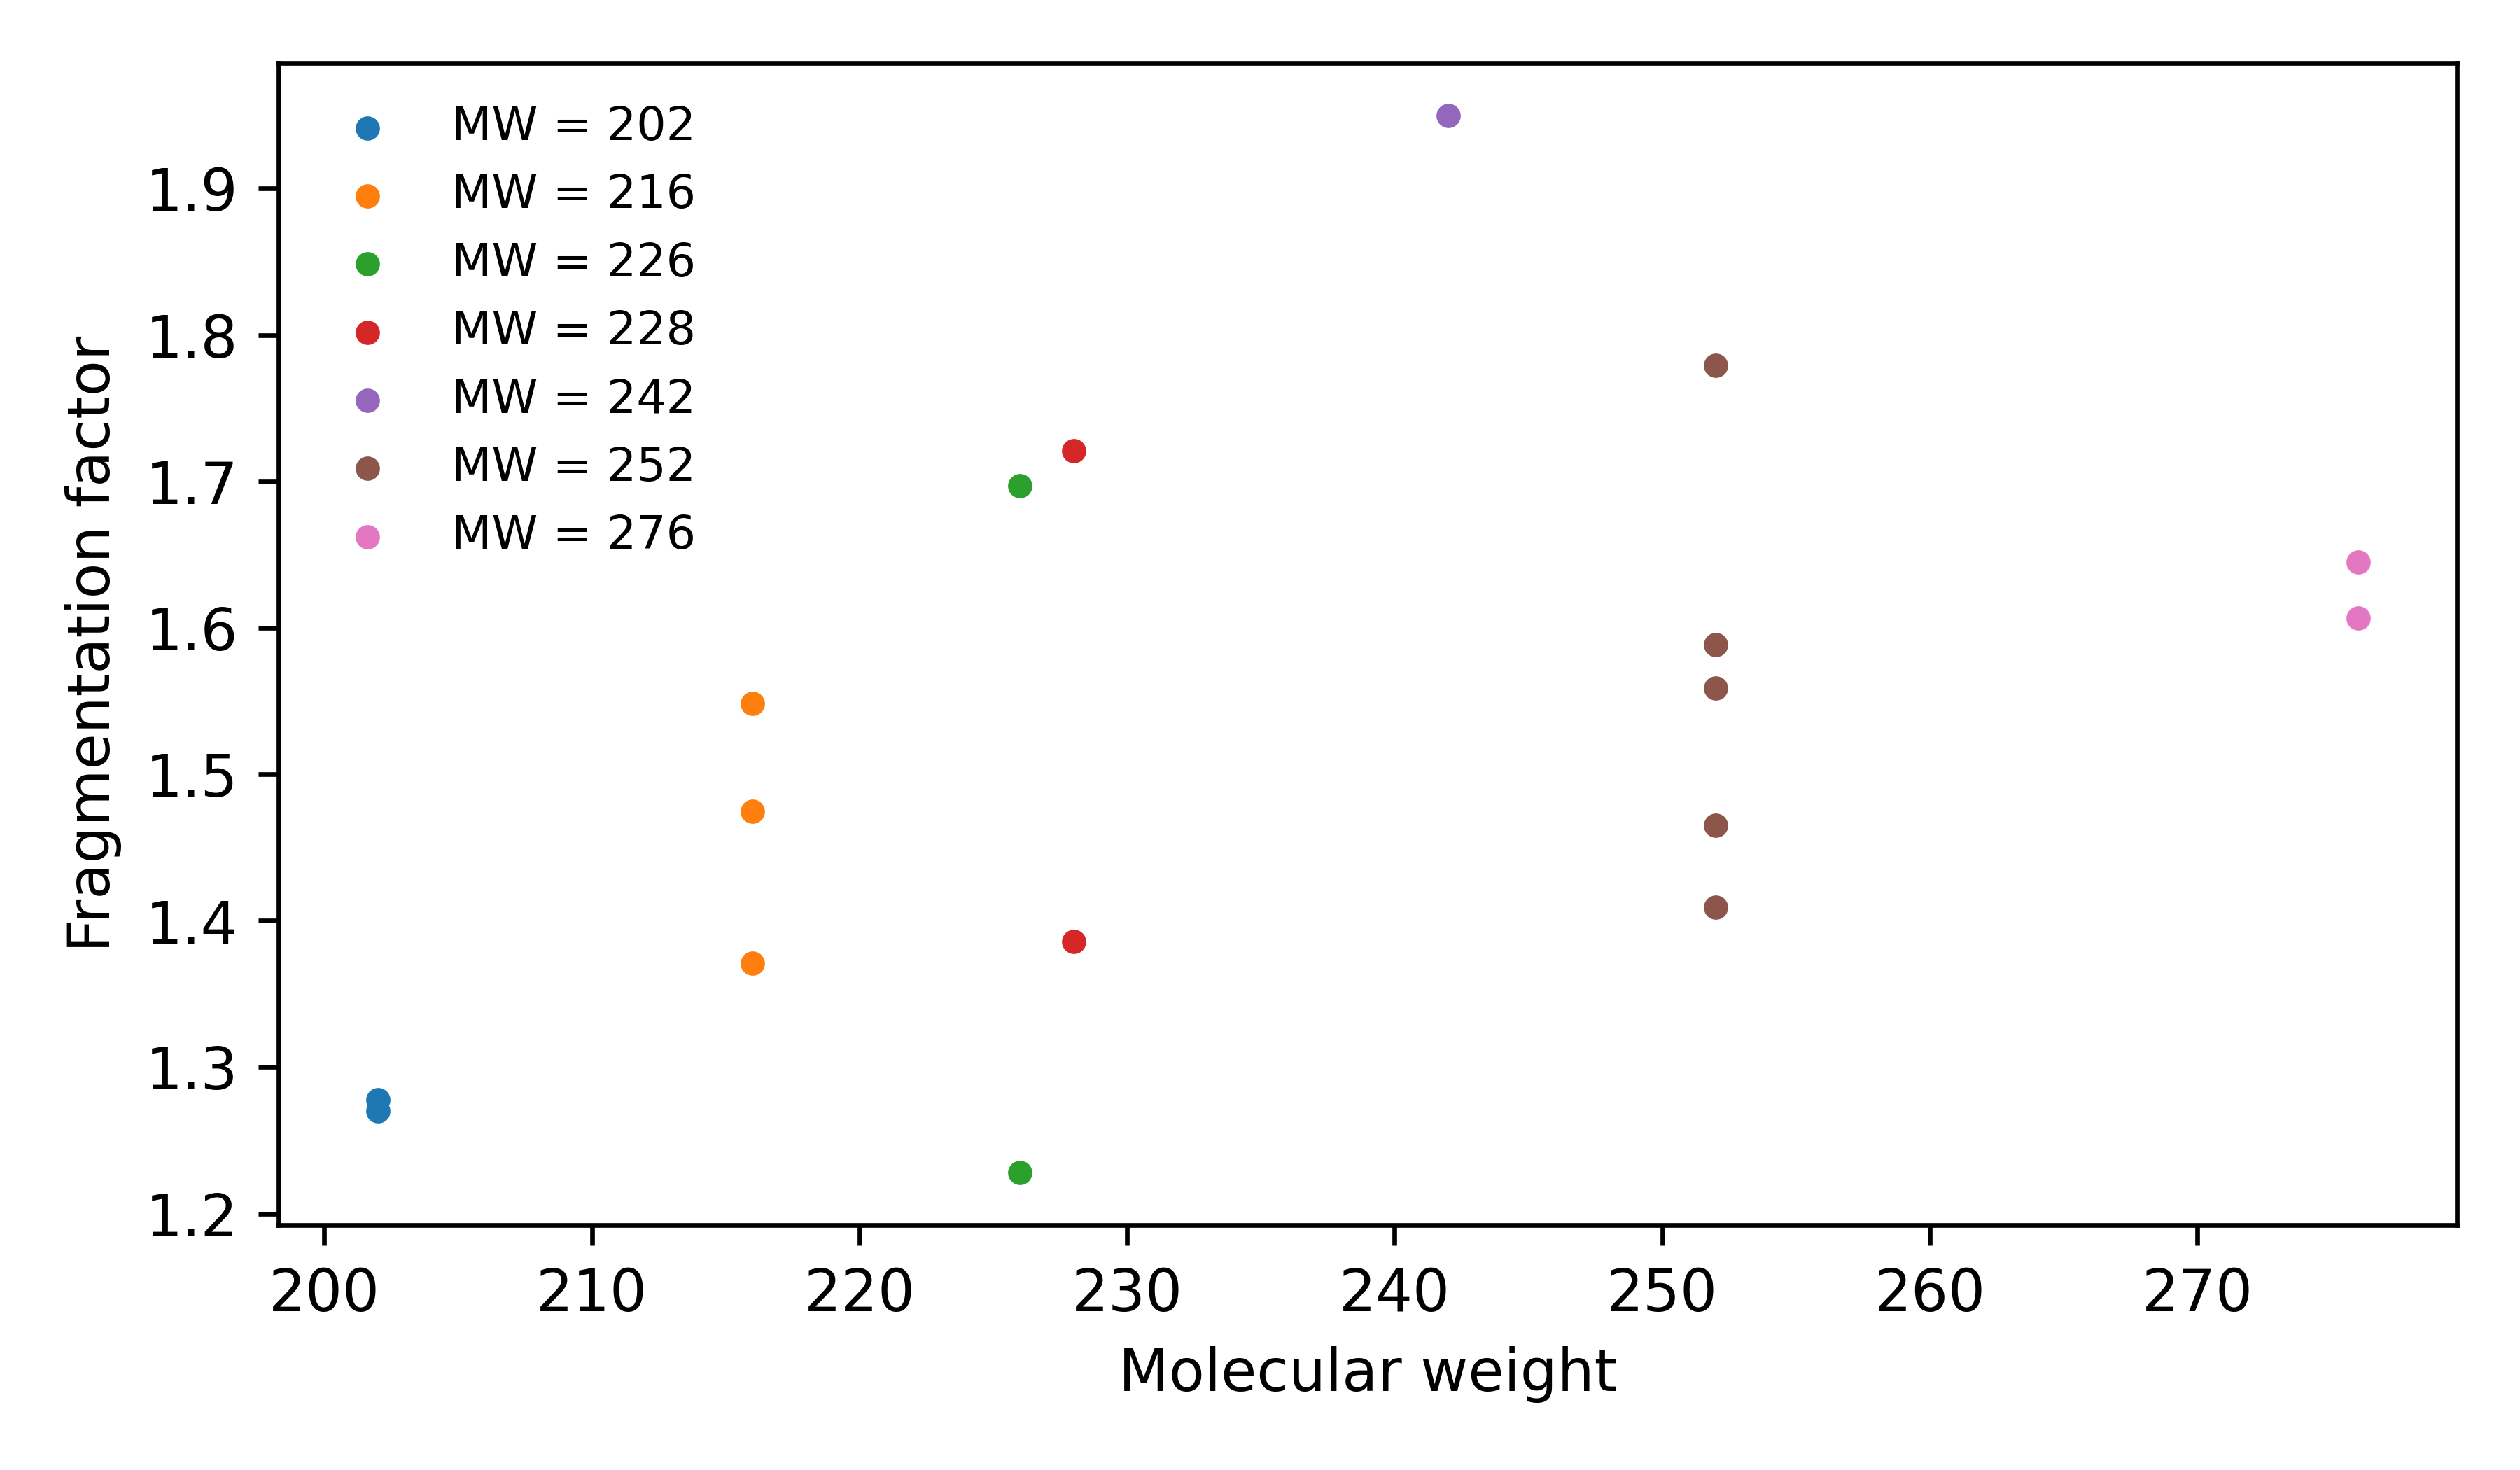 MW = 202
MW = 216
MW = 226
MW = 228
MW = 242
MW = 252
MW = 276
1.9
1.8
1.7
1.6
1.5
1.4
1.3
1.2
Fragmentation factor
200 210 220 230 240 250 260 270
Molecular weight